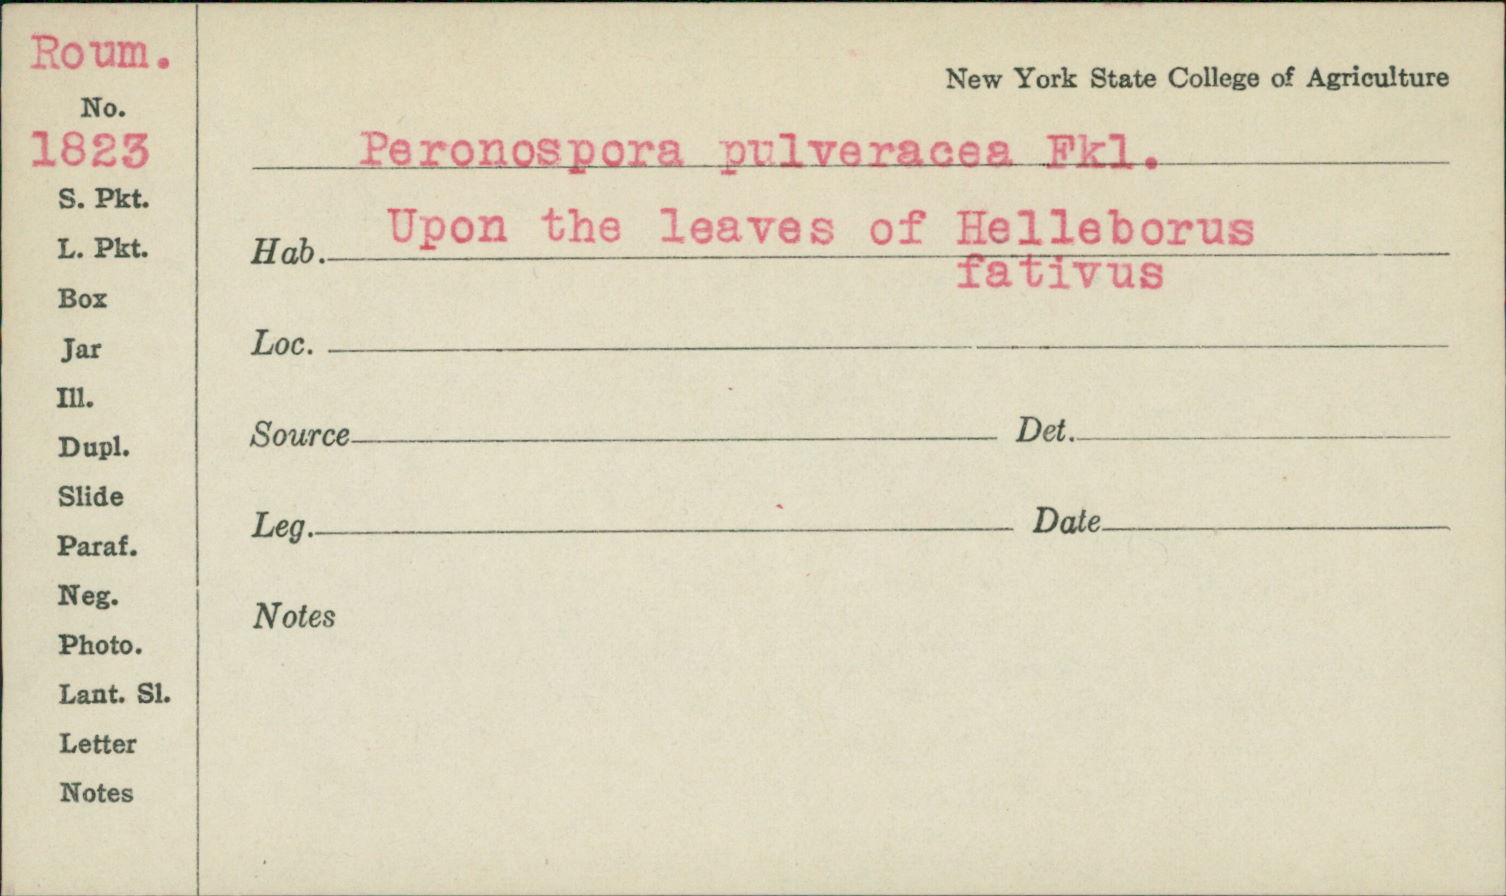 Roum.
No.
1823
S. Pkt.
L. Pkt.
Box
Jar
Ill.
Dupl.
Slide
Paraf.
Neg.
Photo.
Lant. Sl.
Letter
Notes
New York State College of Agriculture
Peronospora pulveracea Fkl.
Hab. Upon the leaves of Helleborus
fativus
Loc.
Source Det.
Leg. Date
Notes